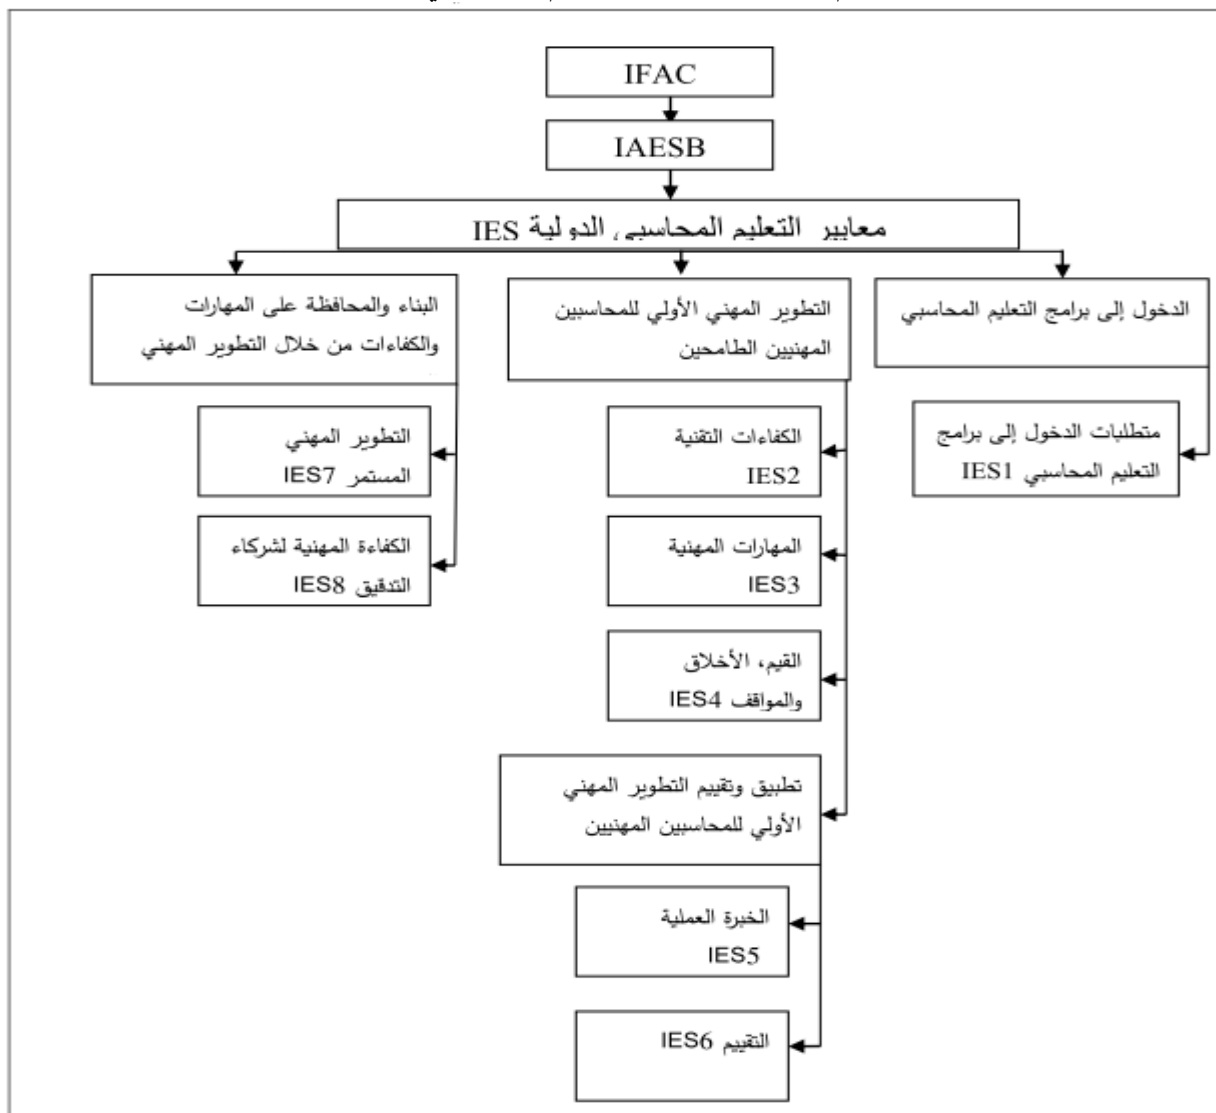 IFAC
IAESB
معايير التعليم المحاسبي الدولية IES
الدخول إلى برامج التعليم المحاسبي
متطلبات الدخول إلى برامج
التعليم المحاسبي IES1
التطوير المهني الأولي للمحاسبين
المهنيين الطامحين
الكفاءات التقنية
IES2
المهارات المهنية
IES3
القيم، الأخلاق
والمواقف IES4
تطبيق وتقييم التطوير المهني
الأولي للمحاسبين المهنيين
الخبرة العملية
IES5
التقييم IES6
البناء والمحافظة على المهارات
والكفاءات من خلال التطوير المهني
التطوير المهني
المستمر IES7
الكفاءة المهنية لشركاء
التدقيق IES8